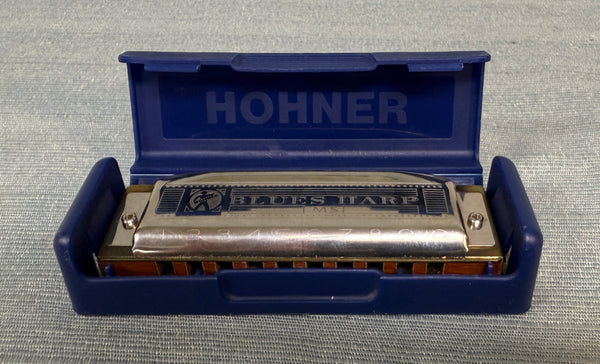 HOHNER
BLUES HARP
MS
1 2 3 4 5 6 7 8 9 10